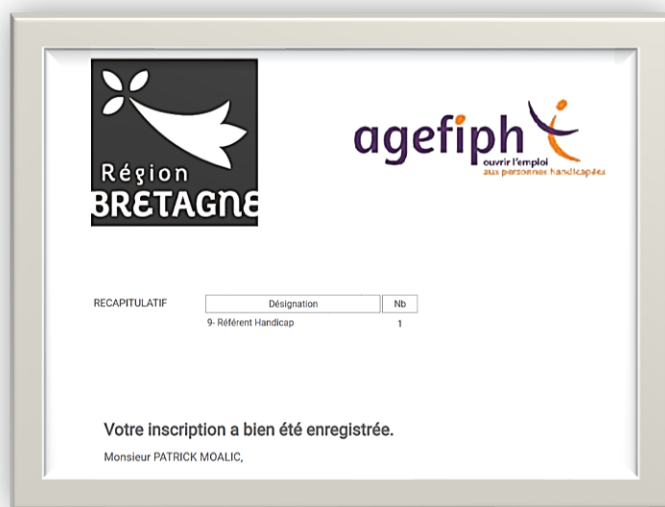 Région
BRETAGNE
agefiph
ouvrir l'emploi
aux personnes handicapées
RECAPITULATIF
Désignation Nb
9- Référent Handicap 1
Votre inscription a bien été enregistrée.
Monsieur PATRICK MOALIC,